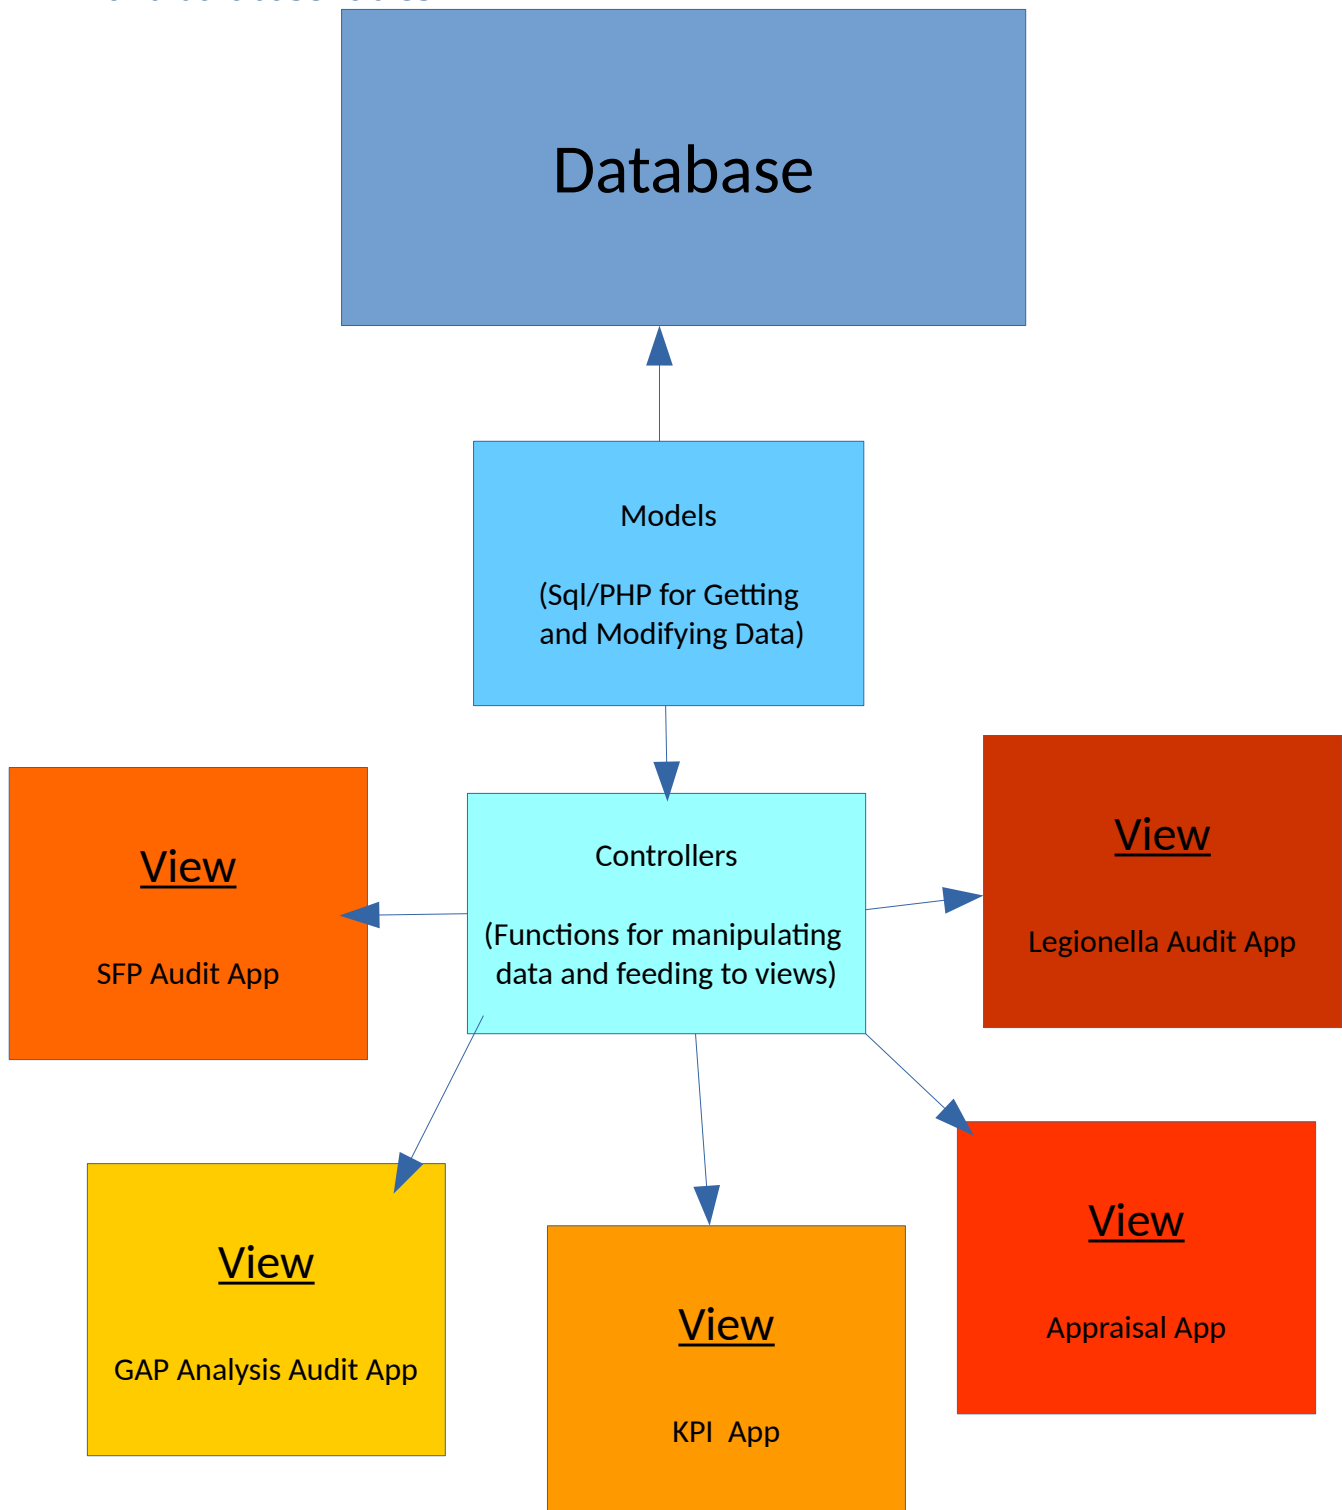 Database
Models
(Sql/PHP for Getting
and Modifying Data)
Controllers
(Functions for manipulating
data and feeding to views)
View
Legionella Audit App
View
SFP Audit App
View
Appraisal App
View
GAP Analysis Audit App
View
KPI  App